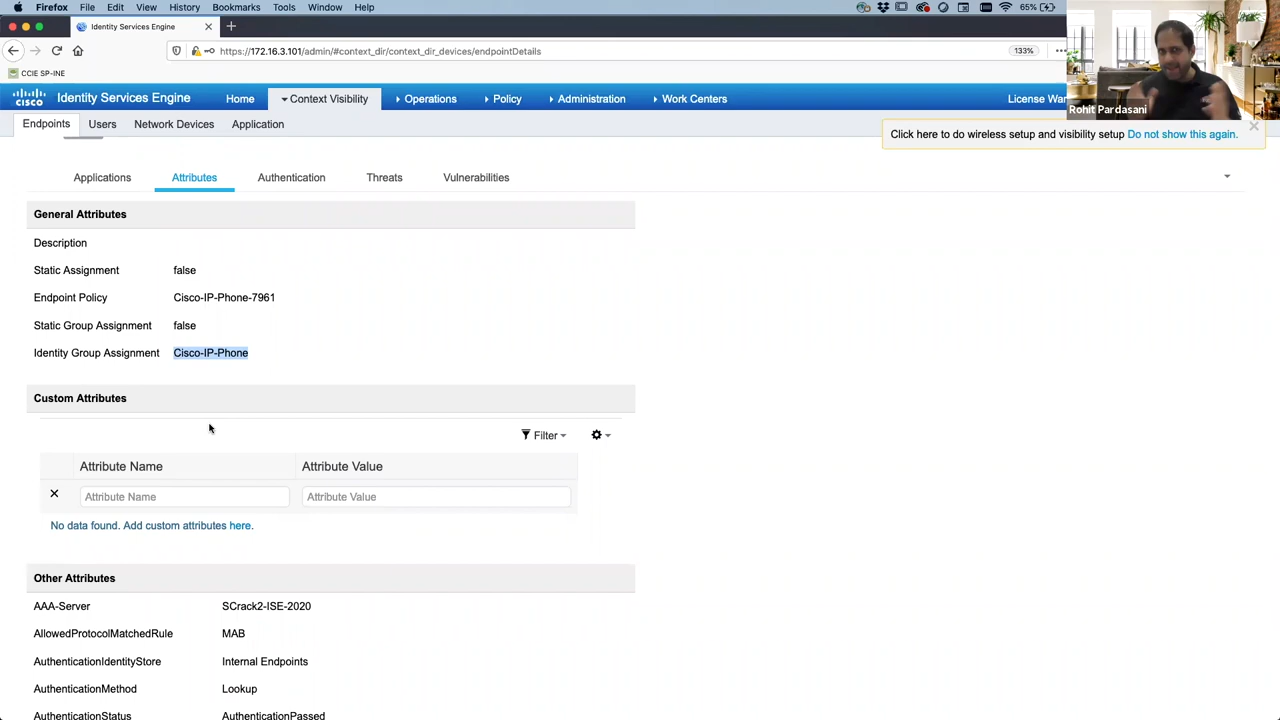 Firefox File Edit View History Bookmarks Tools Window Help 65%
Identity Services Engine
https://172.16.3.101/admin/#context_dir/context_dir_devices/endpointDetails 133%
CCIE SP-INE
Rohit Pardasani
cisco Identity Services Engine Home Context Visibility Operations Policy Administration Work Centers License War
Endpoints Users Network Devices Application
Click here to do wireless setup and visibility setup Do not show this again.
Applications Attributes Authentication Threats Vulnerabilities
General Attributes
Description
Static Assignment false
Endpoint Policy Cisco-IP-Phone-7961
Static Group Assignment false
Identity Group Assignment Cisco-IP-Phone
Custom Attributes
Filter
Attribute Name Attribute Value
Attribute Name Attribute Value
No data found. Add custom attributes here.
Other Attributes
AAA-Server SCrack2-ISE-2020
AllowedProtocolMatchedRule MAB
AuthenticationIdentityStore Internal Endpoints
AuthenticationMethod Lookup
AuthenticationStatus AuthenticationPassed